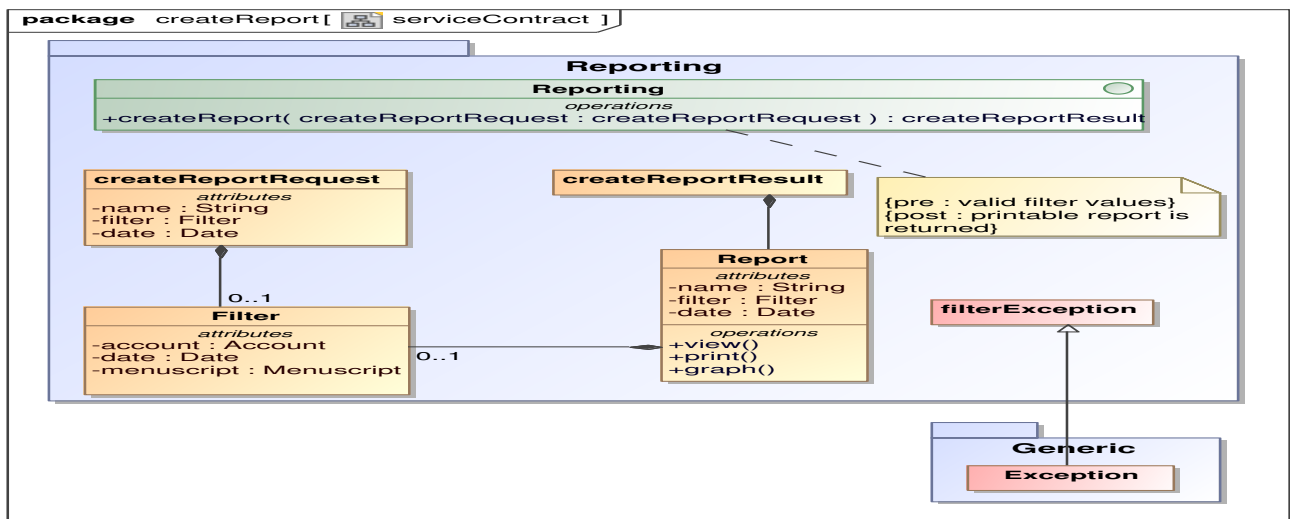 package createReport[ serviceContract ]
Reporting
Reporting
operations
+createReport( createReportRequest : createReportRequest ) : createReportResult
createReportRequest
attributes
-name : String
-filter : Filter
-date : Date
createReportResult
{pre : valid filter values}
{post : printable report is
returned}
Report
attributes
-name : String
-filter : Filter
-date : Date
operations
+view()
+print()
+graph()
0..1
Filter
attributes
-account : Account
-date : Date
-menuscript : Menuscript
0..1
filterException
Generic
Exception